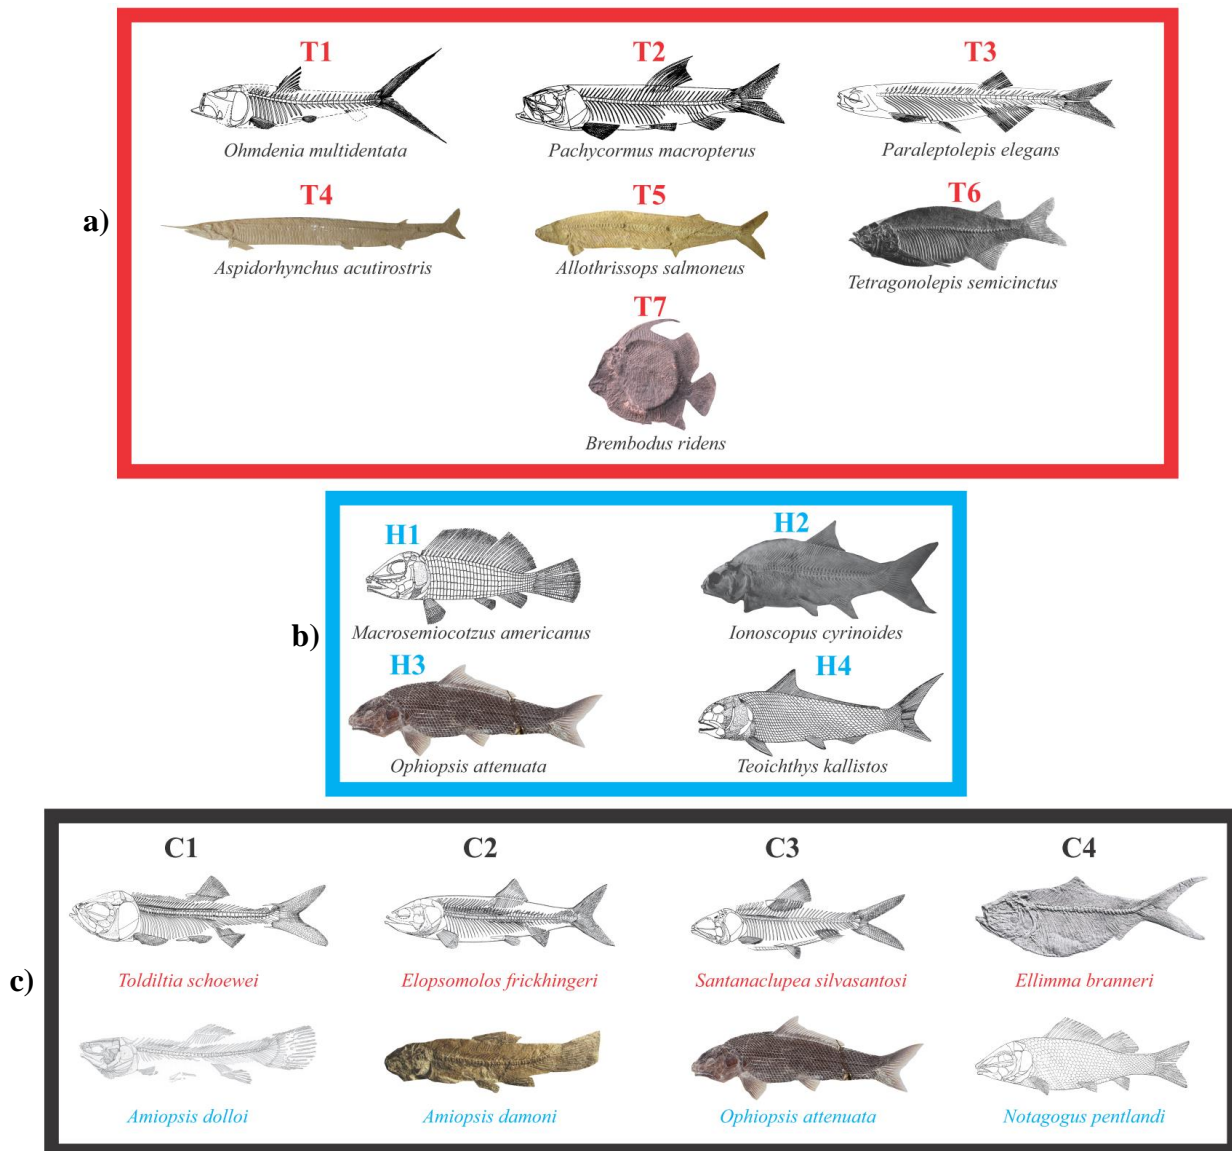 T1
T2
T3
Ohmdenia multidentata
Pachycormus macropterus
Paraleptolepis elegans
a)
T4
T5
T6
Aspidorhynchus acutirostris
Allothrissops salmoneus
Tetragonolepis semicinctus
T7
Brembodus ridens
b)
H1
H2
Macrosemiocotzus americanus
Ionoscopus cyrinoides
H3
H4
Ophiopsis attenuata
Teoichthys kallistos
c)
C1
C2
C3
C4
Toldiltia schoewei
Elopsomolos frickhingeri
Santanaclupea silvasantosi
Ellimma branneri
Amiopsis dolloi
Amiopsis damoni
Ophiopsis attenuata
Notagogus pentlandi